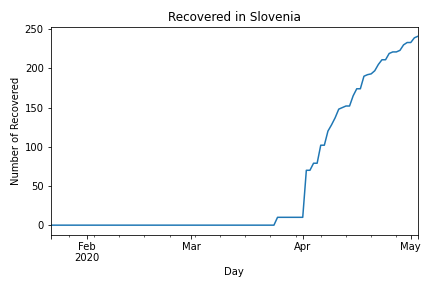 Recovered in Slovenia
Number of Recovered
250
200
150
100
50
0
Feb
2020
Mar
Apr
May
Day